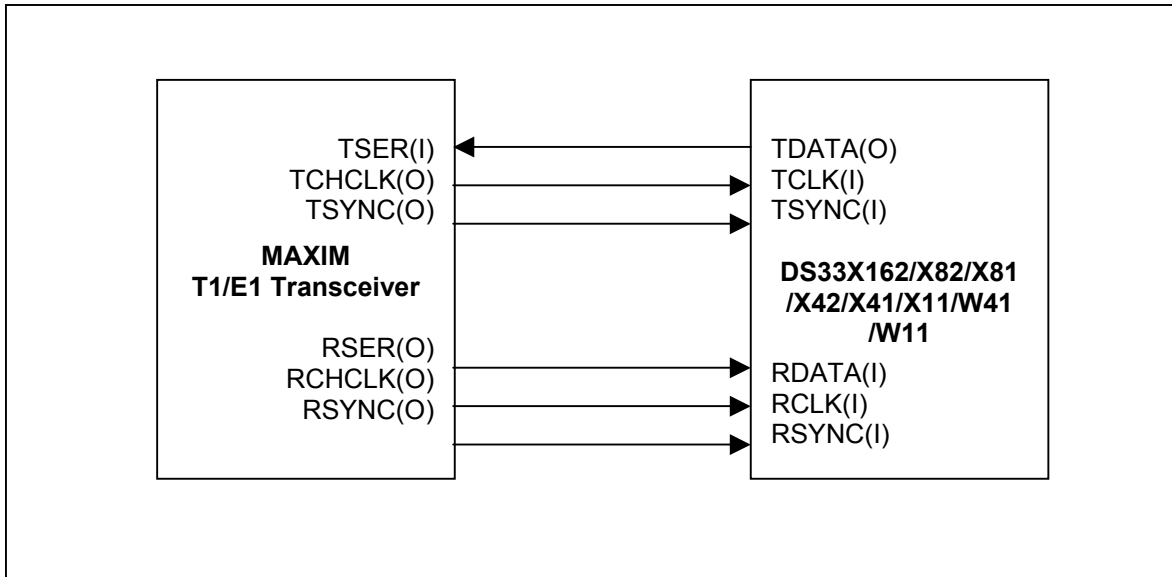 TSER(I)
TCHCLK(O)
TSYNC(O)
MAXIM
T1/E1 Transceiver
RSER(O)
RCHCLK(O)
RSYNC(O)
TDATA(O)
TCLK(I)
TSYNC(I)
DS33X162/X82/X81
/X42/X41/X11/W41
/W11
RDATA(I)
RCLK(I)
RSYNC(I)